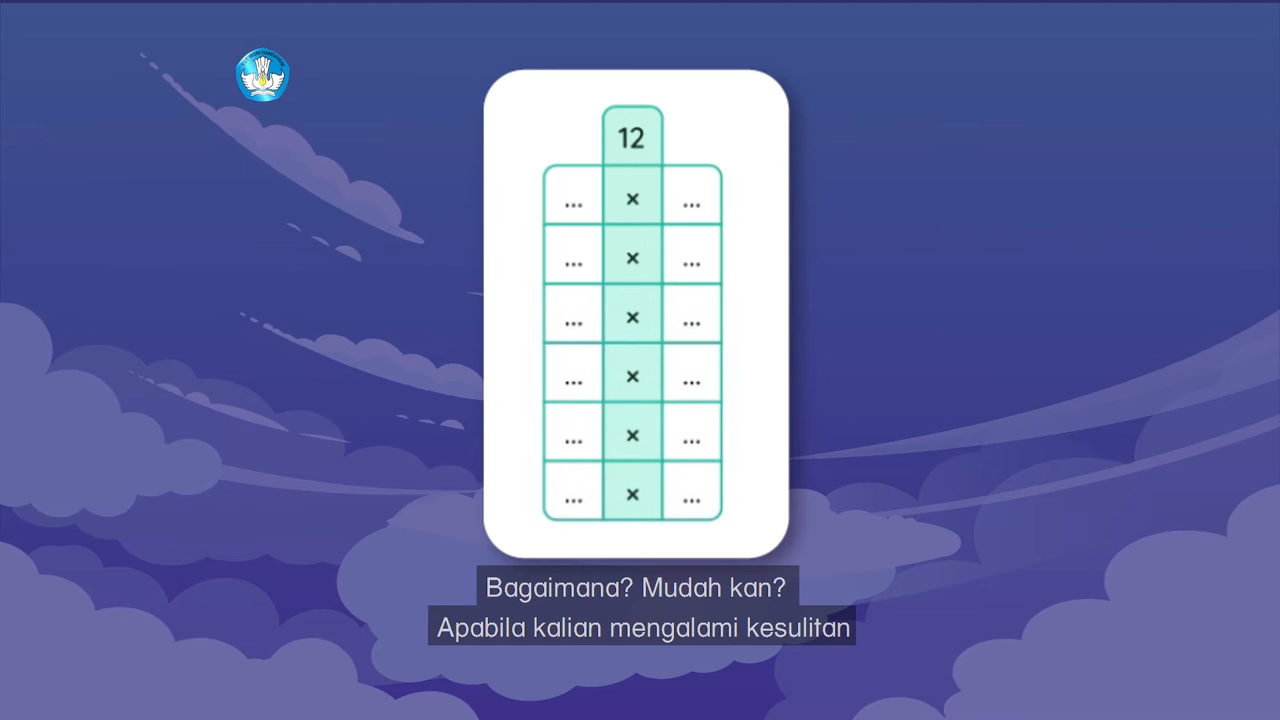 12
... × ...
... × ...
... × ...
... × ...
... × ...
... × ...
Bagaimana? Mudah kan?
Apabila kalian mengalami kesulitan